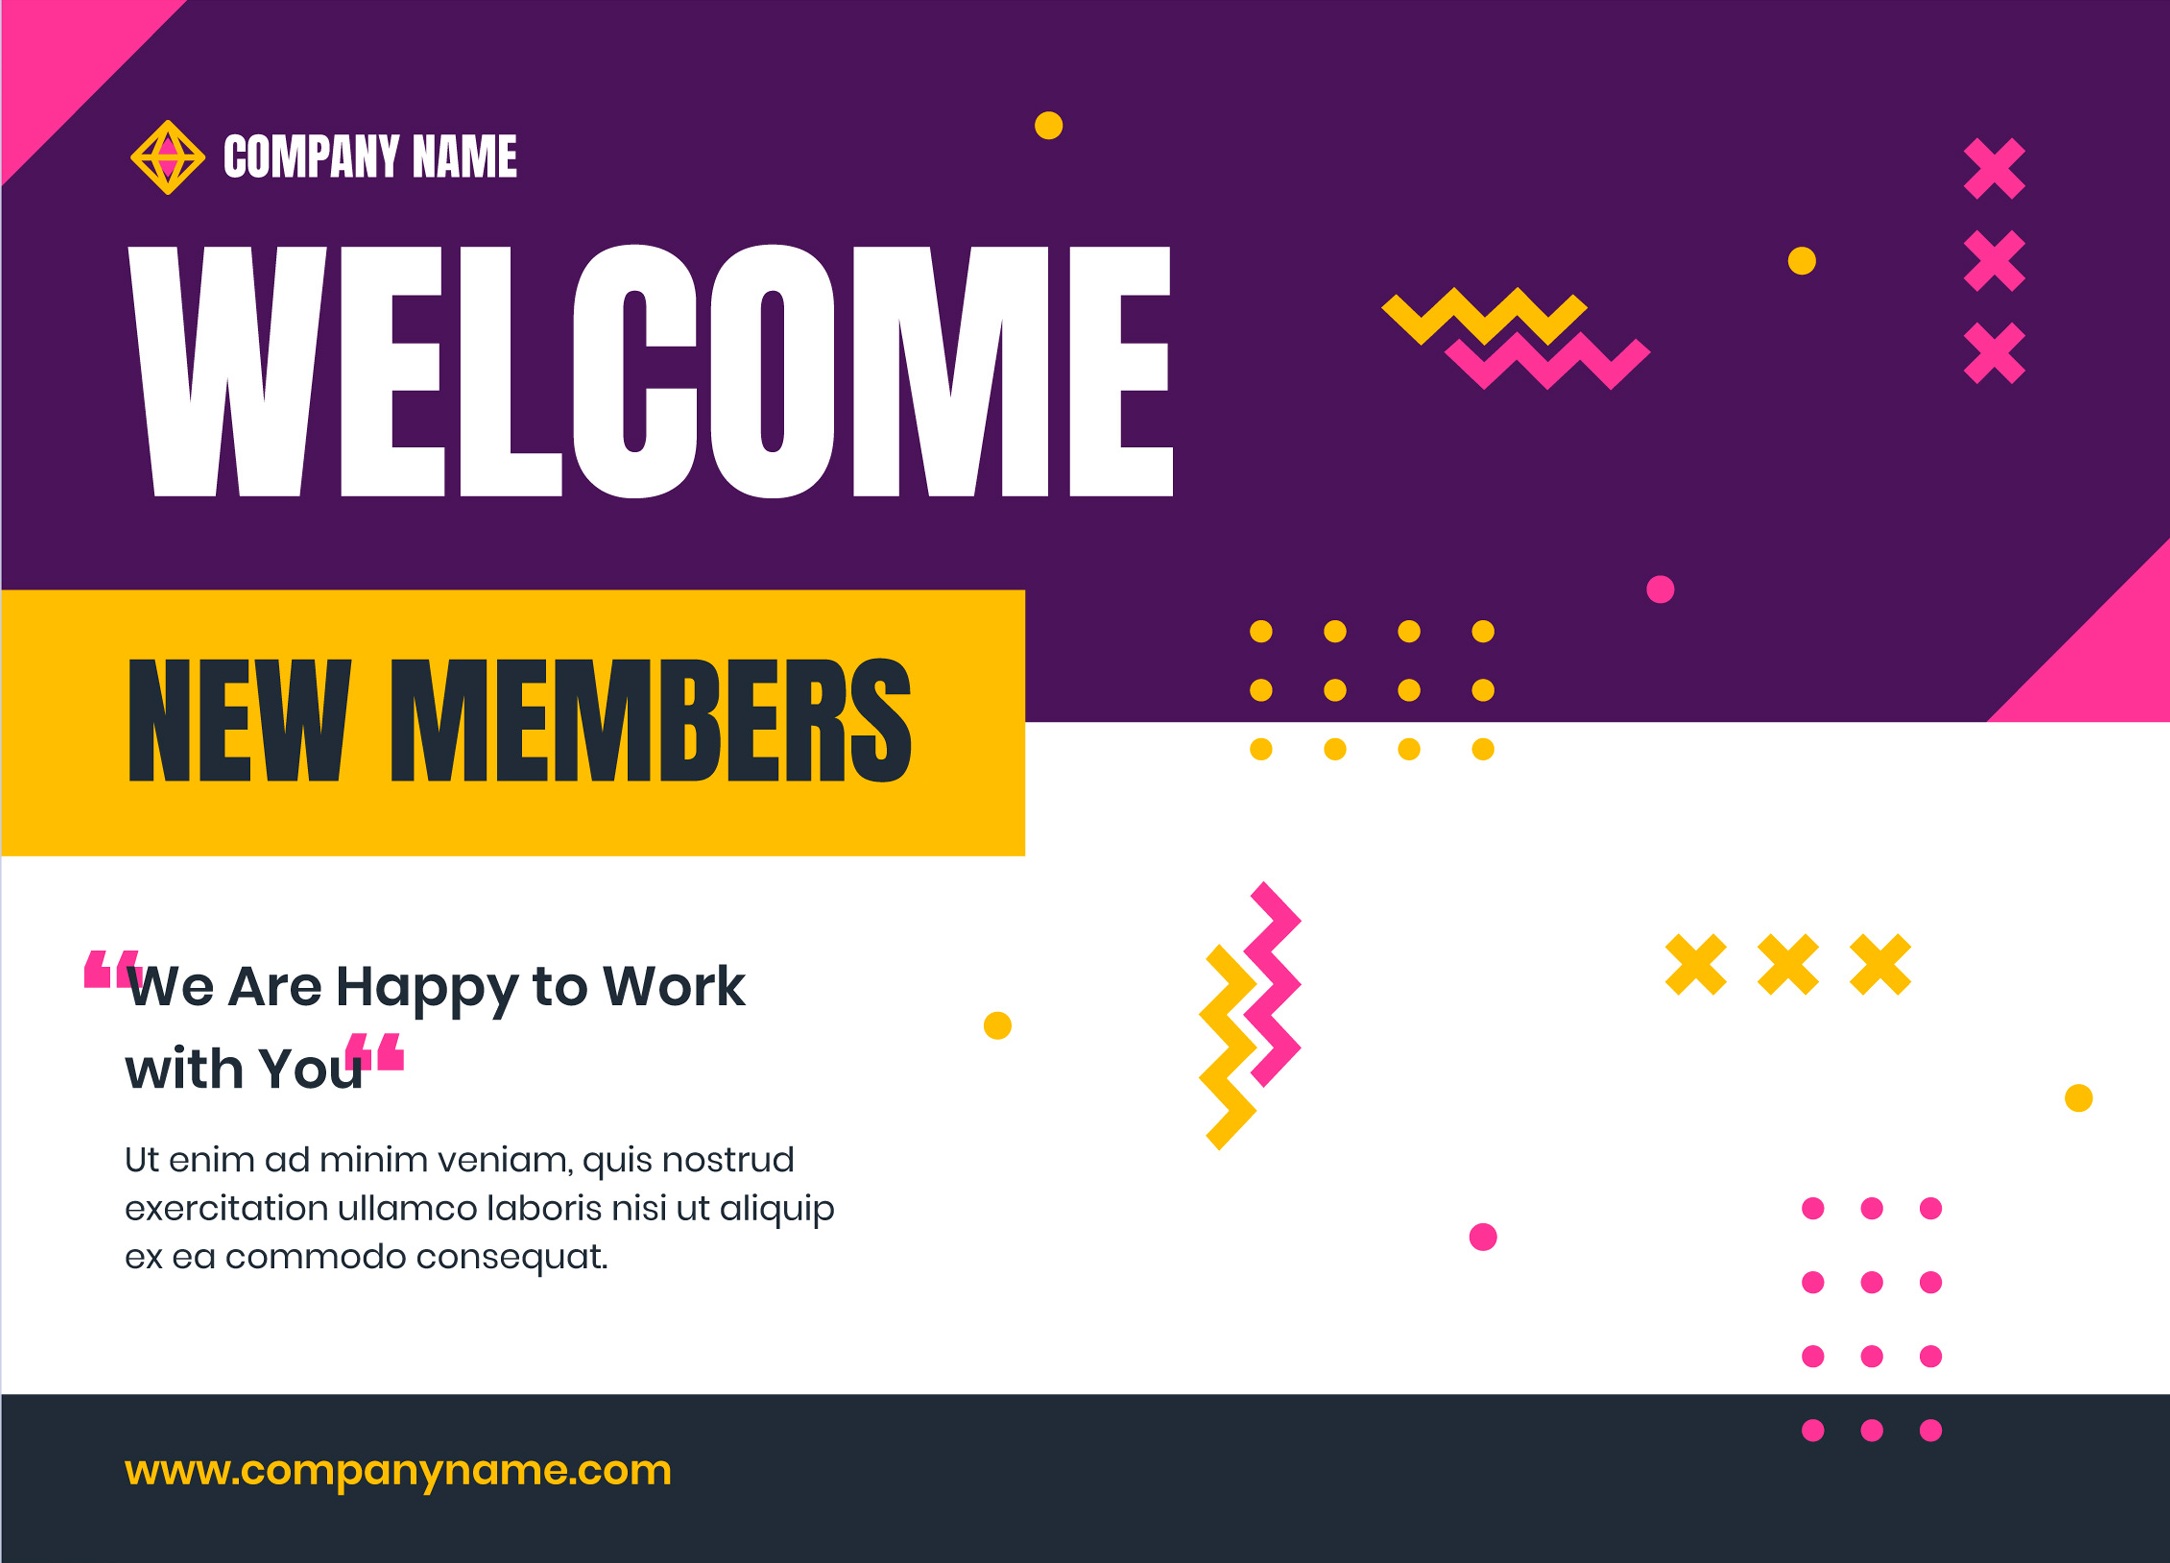 COMPANY NAME
WELCOME
NEW MEMBERS
❝We Are Happy to Work
with You❝
Ut enim ad minim veniam, quis nostrud
exercitation ullamco laboris nisi ut aliquip
ex ea commodo consequat.
www.companyname.com